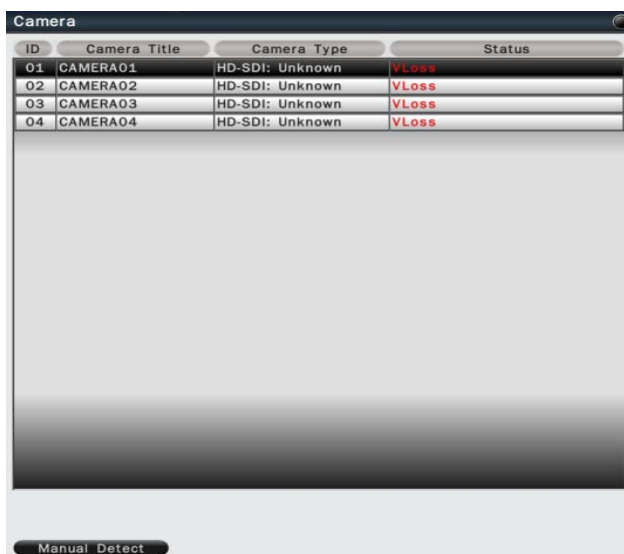 Camera
ID Camera Title Camera Type Status
01 CAMERA01 HD-SDI: Unknown VLoss
02 CAMERA02 HD-SDI: Unknown VLoss
03 CAMERA03 HD-SDI: Unknown VLoss
04 CAMERA04 HD-SDI: Unknown VLoss
Manual Detect